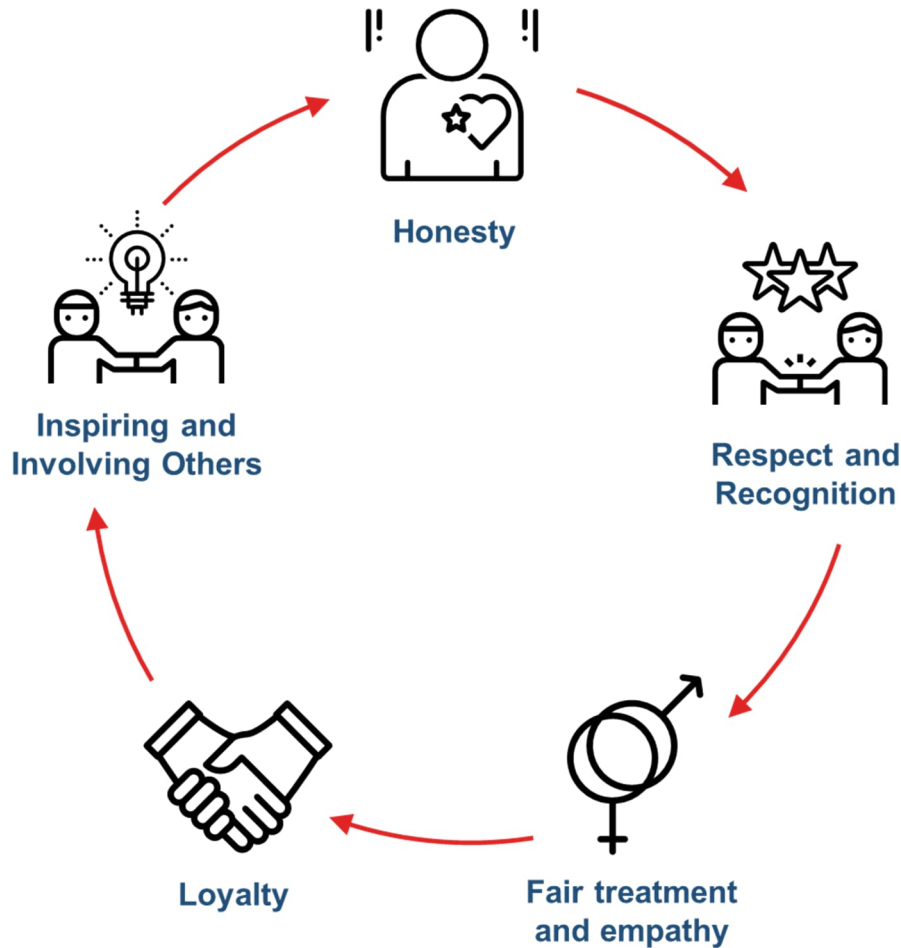 Honesty
Respect and
Recognition
Fair treatment
and empathy
Loyalty
Inspiring and
Involving Others